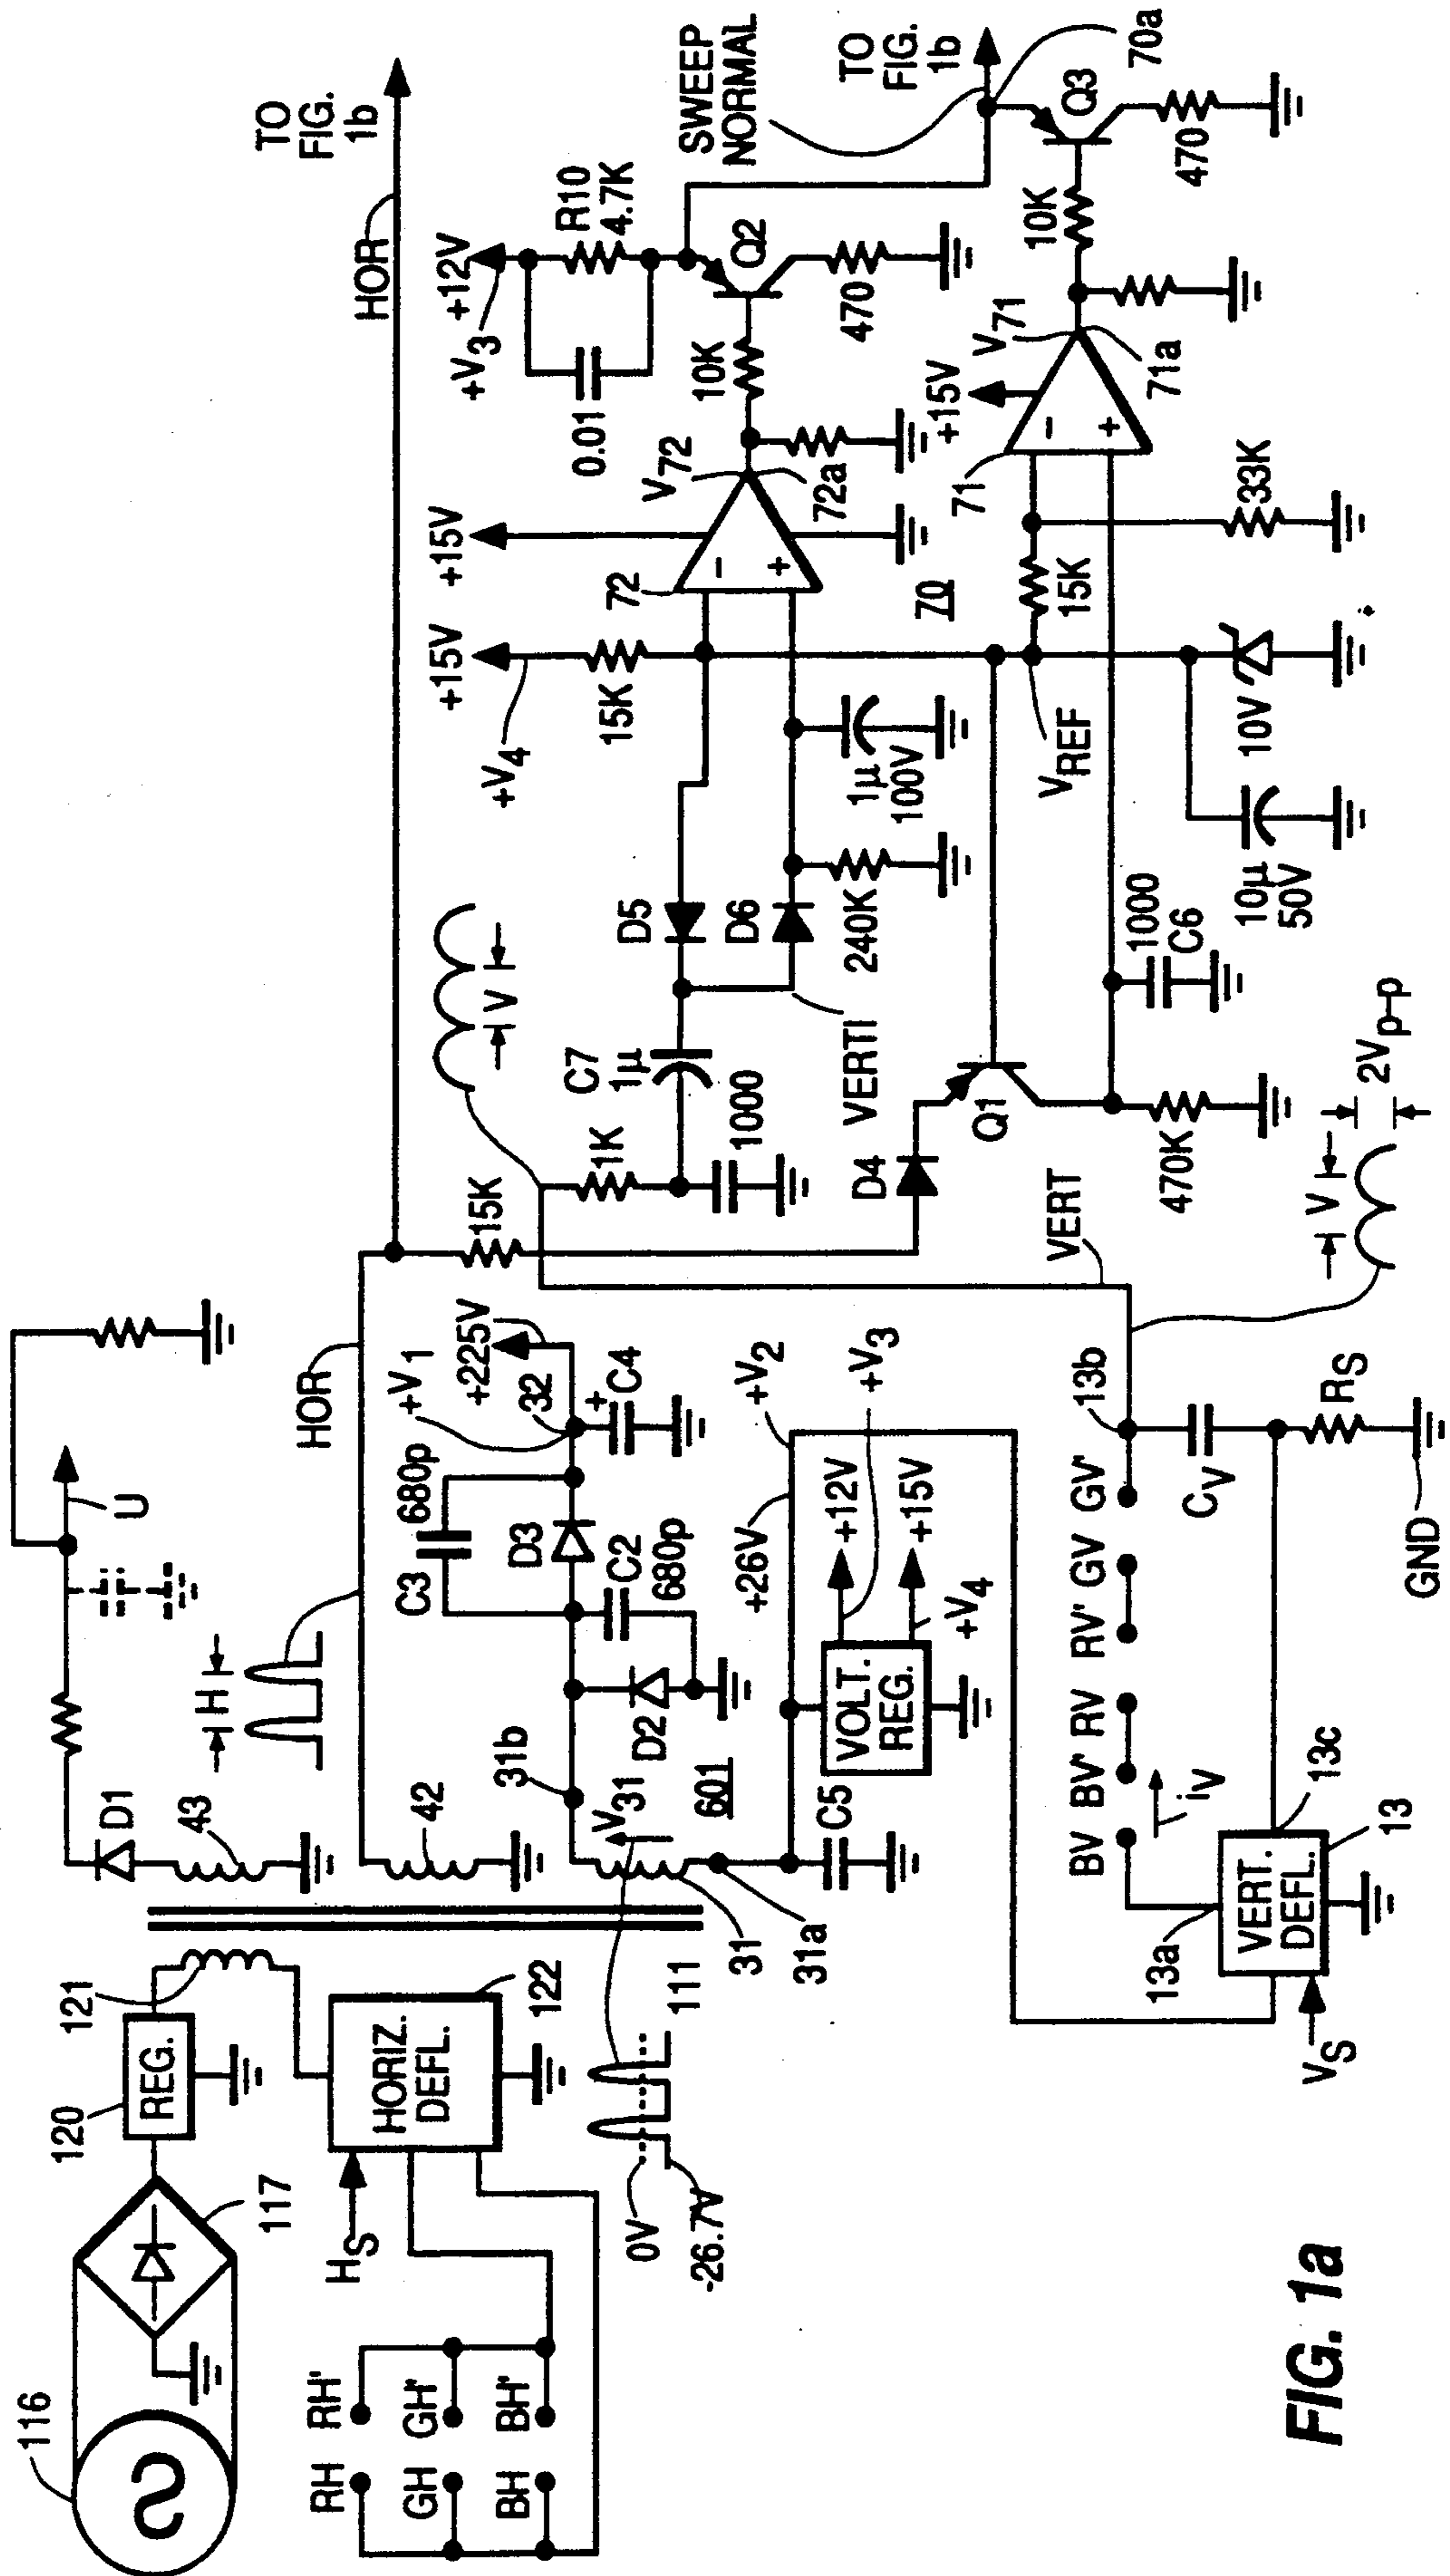 116
117
120
REG.
121
HORIZ.
DEFL.
122
HS
RH
RH'
GH
GH'
BH
BH'
0V
-26.7V
111
D1
43
U
H
HOR
42
31b
V31
31
31a
601
D2
C2
680p
C3
680p
D3
+V1
+225V
32
+
C4
C5
VOLT.
REG.
+26V
+V2
+12V
+V3
+15V
+V4
VERT.
DEFL.
13
13a
13c
VS
BV
BV'
RV
RV'
GV
GV'
iV
13b
CV
RS
GND
VERT
V
2Vp-p
HOR
TO
FIG.
1b
15K
V
1K
1000
C7
1μ
D5
D6
VERTI
240K
1μ
100V
D4
Q1
470K
1000
C6
+V4
+15V
15K
+15V
72
-
+
V72
72a
10K
Q2
470
+V3
+12V
R10
4.7K
0.01
SWEEP
NORMAL
TO
FIG.
1b
70a
70
VREF
15K
33K
10μ
50V
10V
71
-
+
+15V
V71
71a
10K
Q3
470
FIG. 1a